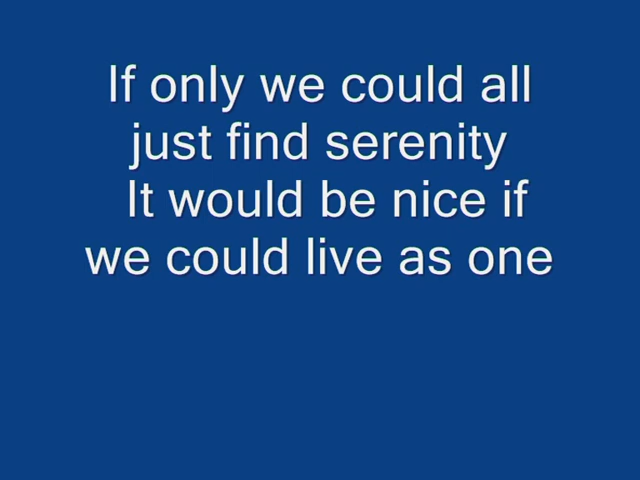 If only we could all
just find serenity
It would be nice if
we could live as one